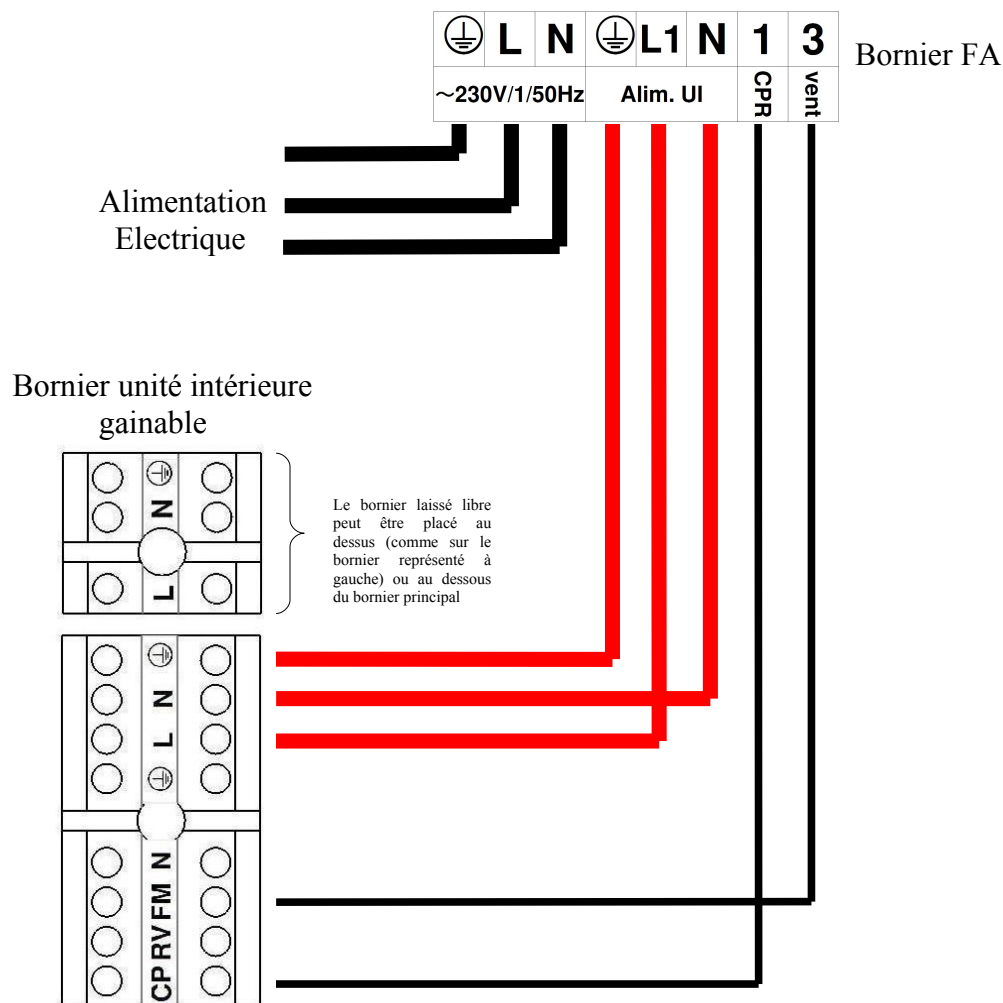 L N L1 N 1 3
Bornier FA
~230V/1/50Hz Alim. UI CPR vent
Alimentation
Electrique
Bornier unité intérieure
gainable
N
L
Le bornier laissé libre
peut être placé au
dessus (comme sur le
bornier représenté à
gauche) ou au dessous
du bornier principal
N
L
N
FM
RV
CP